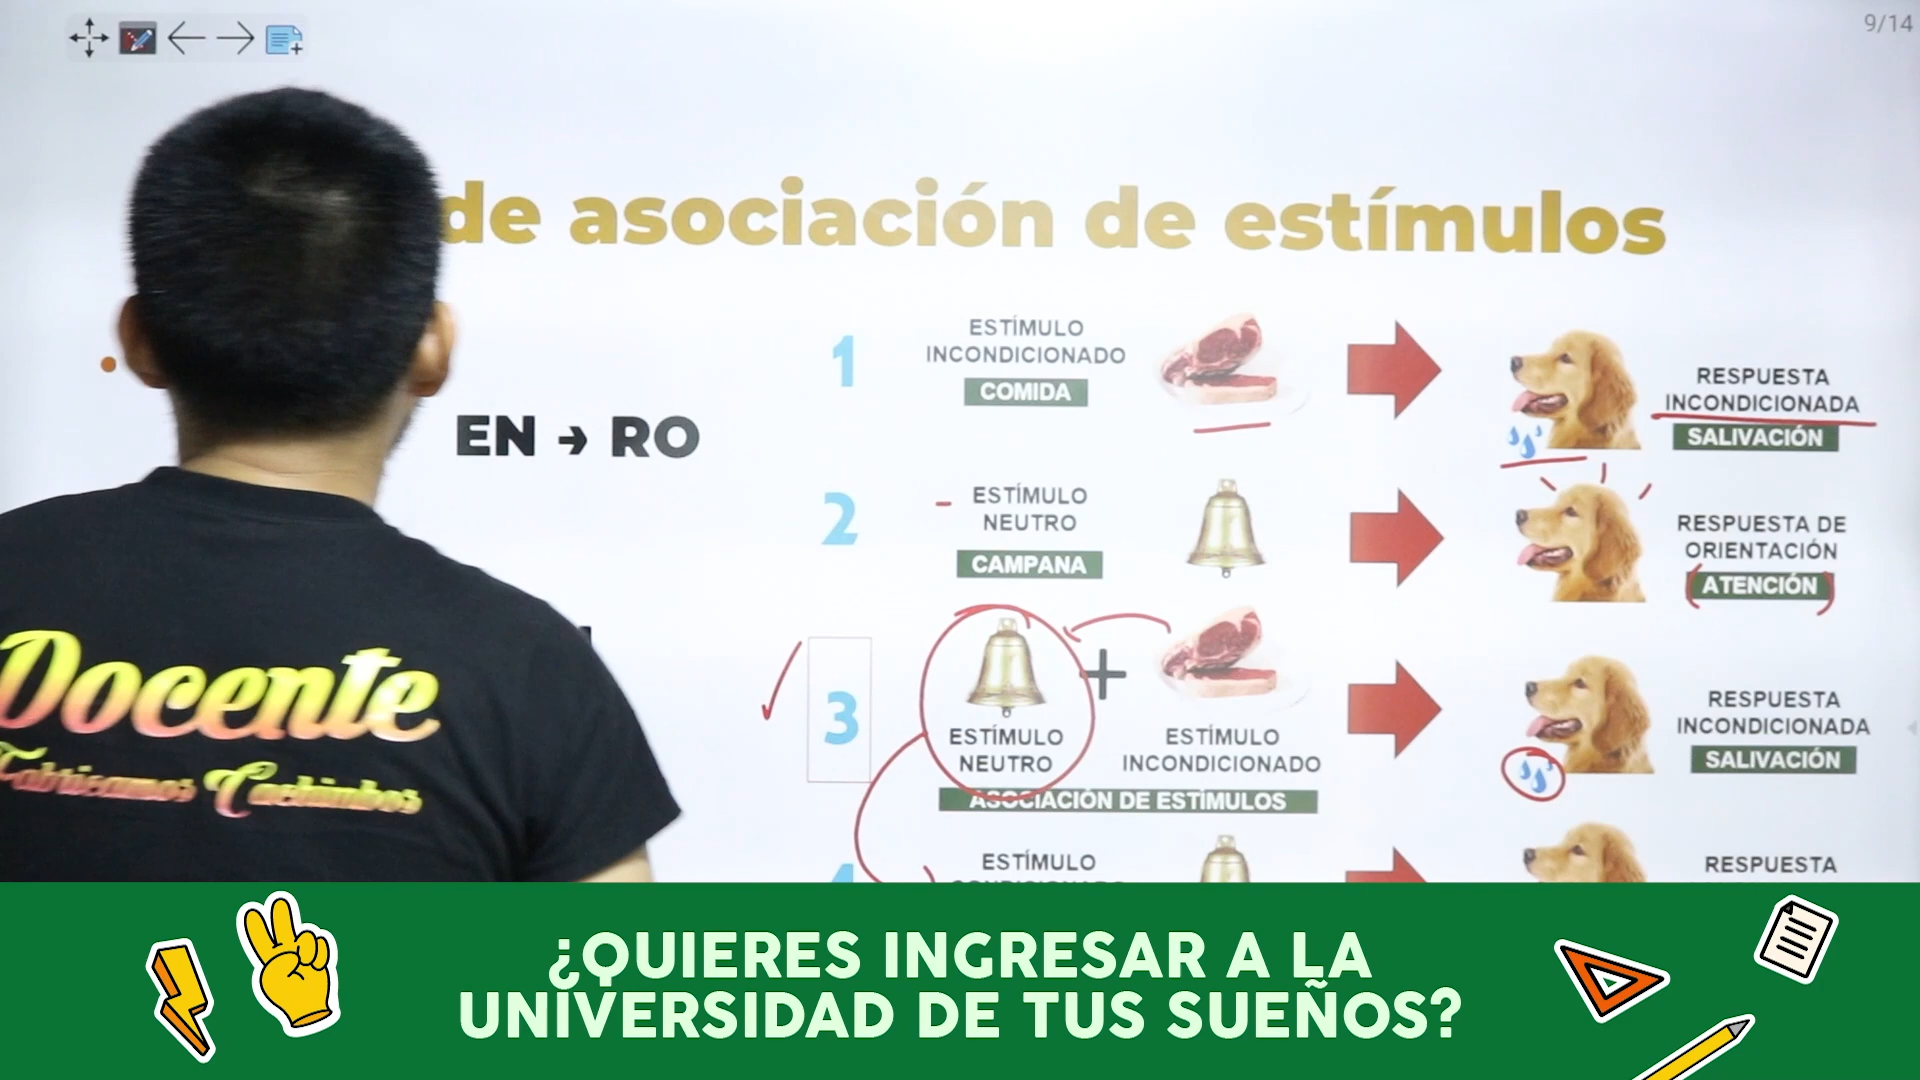 9/14
de asociación de estímulos
EN → RO
1
ESTÍMULO
INCONDICIONADO
COMIDA
RESPUESTA
INCONDICIONADA
SALIVACIÓN
2
ESTÍMULO
NEUTRO
CAMPANA
RESPUESTA DE
ORIENTACIÓN
ATENCIÓN
3
+
ESTÍMULO
NEUTRO
ESTÍMULO
INCONDICIONADO
ASOCIACIÓN DE ESTÍMULOS
RESPUESTA
INCONDICIONADA
SALIVACIÓN
ESTÍMULO
RESPUESTA
Docente
Fabricamos Cachimbos
¿QUIERES INGRESAR A LA
UNIVERSIDAD DE TUS SUEÑOS?